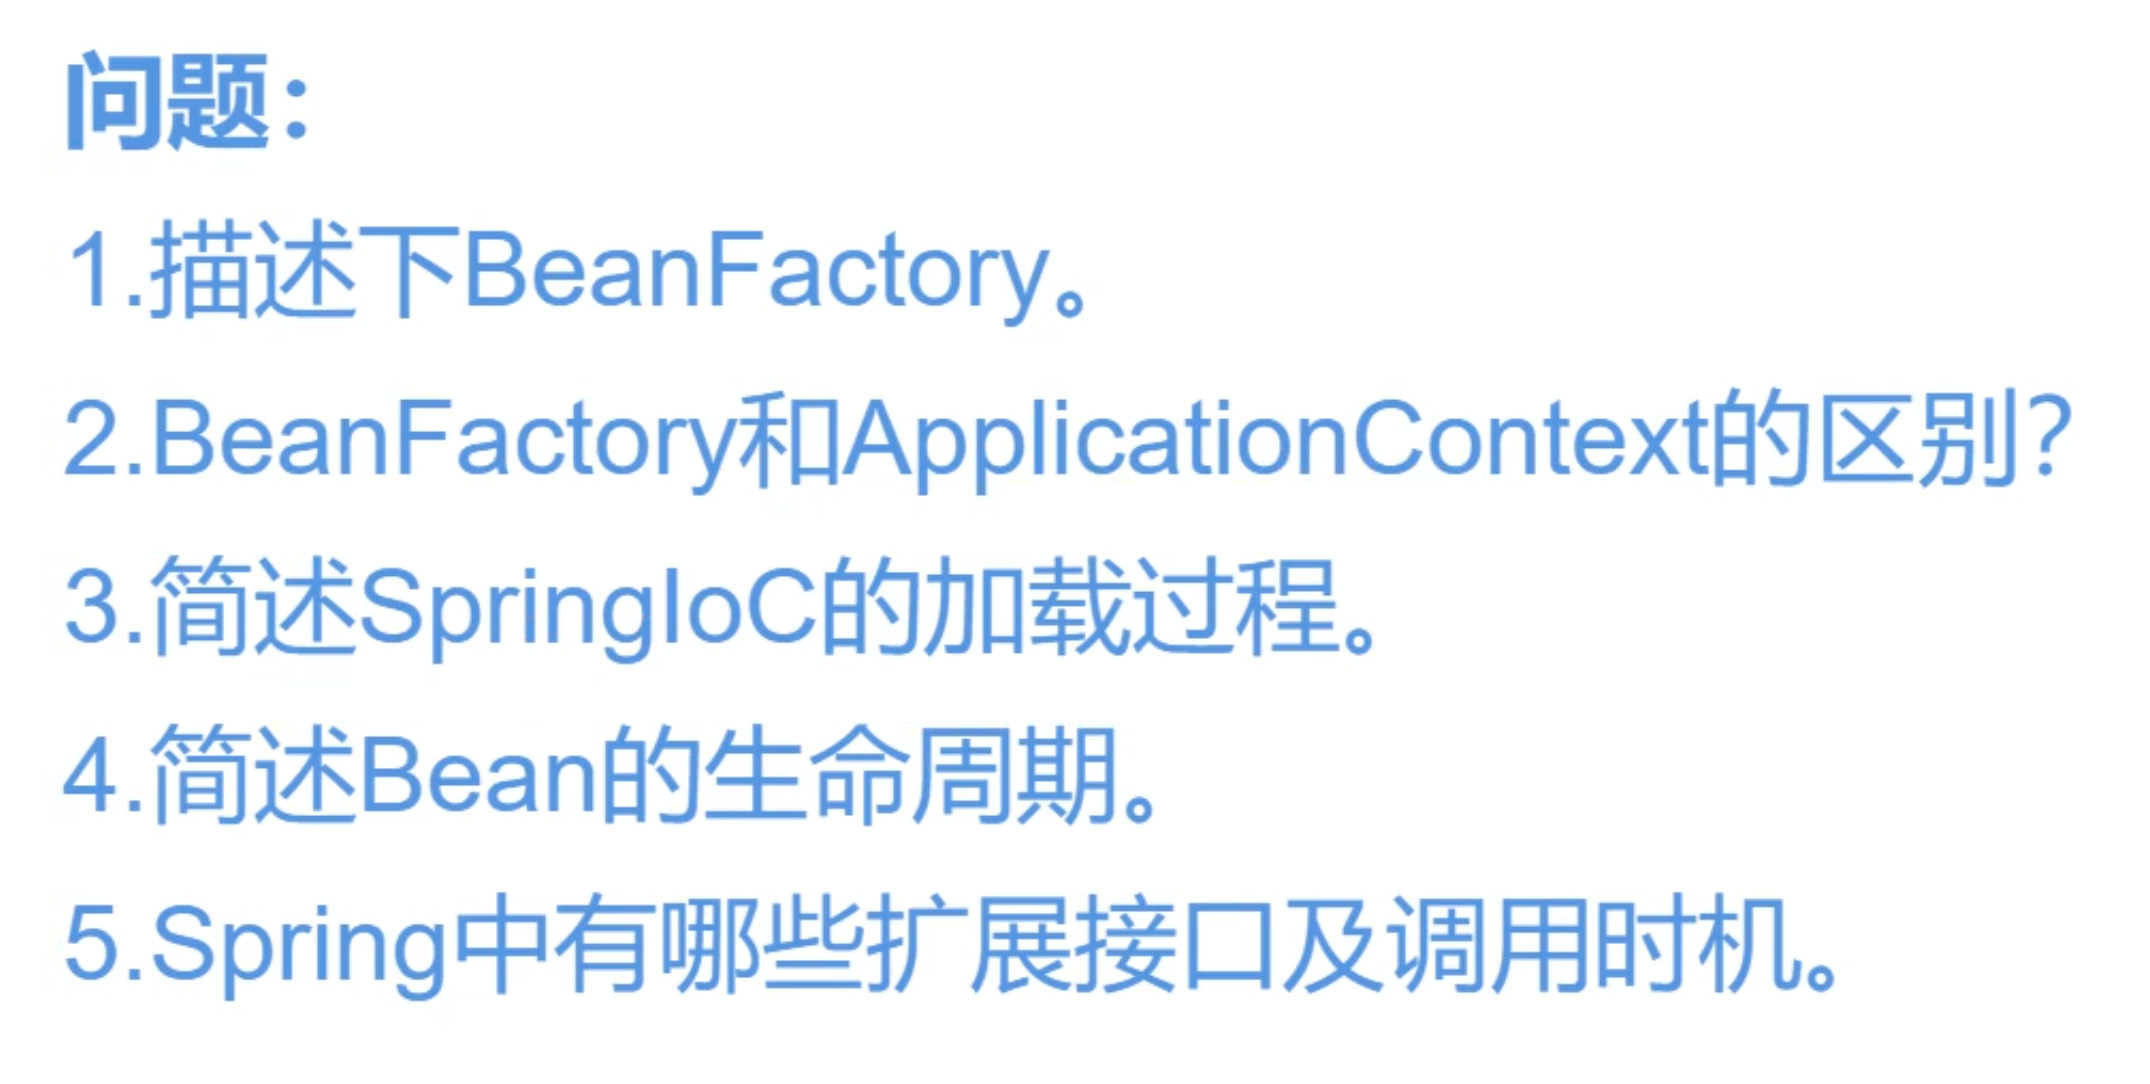 问题：
1.描述下BeanFactory。
2.BeanFactory和ApplicationContext的区别？
3.简述SpringIoC的加载过程。
4.简述Bean的生命周期。
5.Spring中有哪些扩展接口及调用时机。